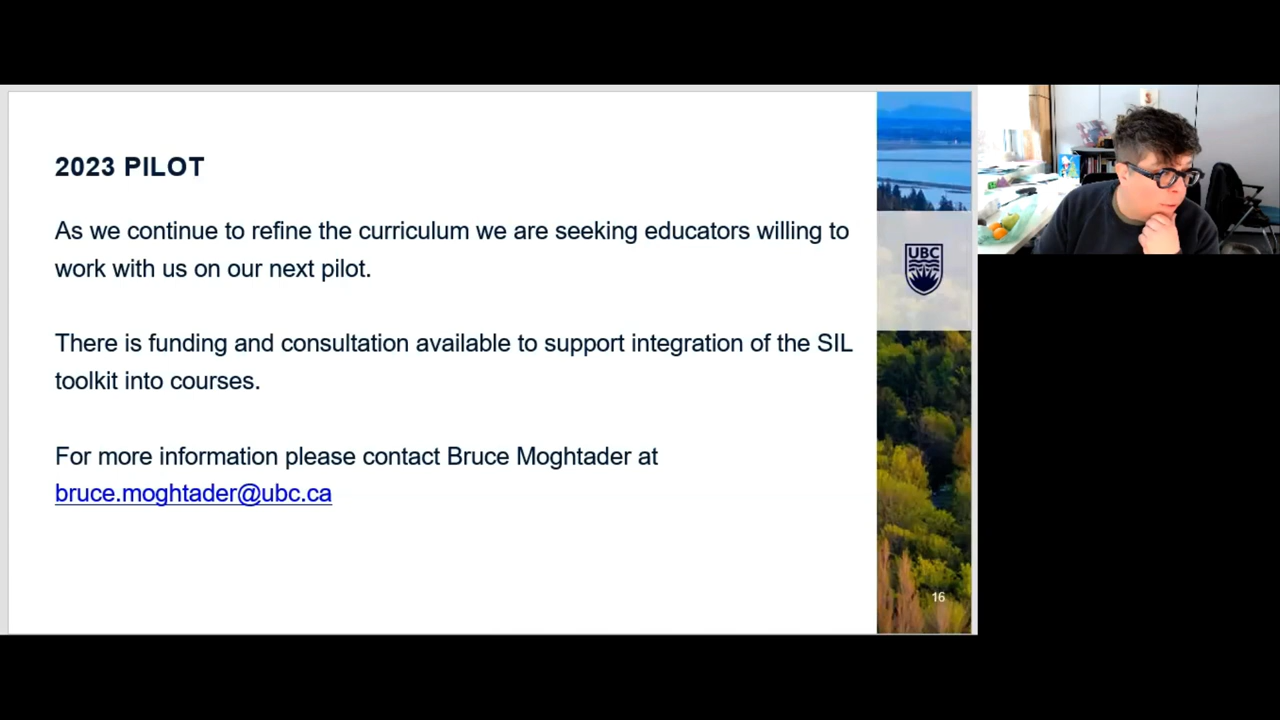 2023 PILOT
As we continue to refine the curriculum we are seeking educators willing to
work with us on our next pilot.
There is funding and consultation available to support integration of the SIL
toolkit into courses.
For more information please contact Bruce Moghtader at
bruce.moghtader@ubc.ca
UBC
16